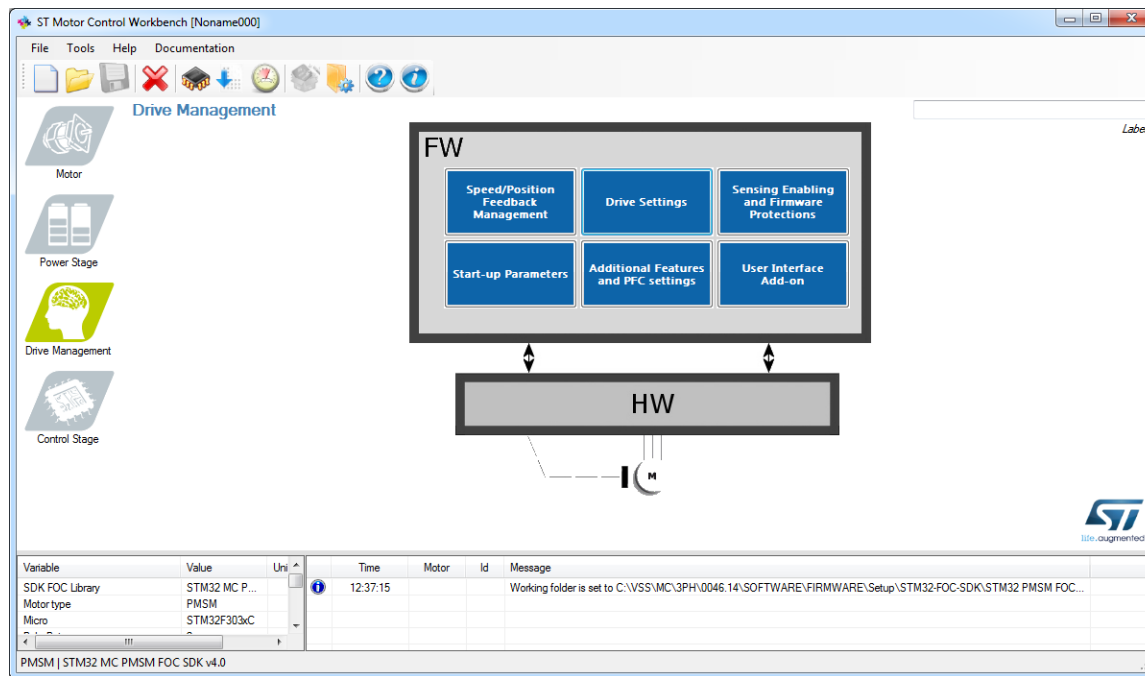 ST Motor Control Workbench [Noname000]
File Tools Help Documentation
Drive Management
Labe
Motor
Power Stage
Drive Management
Control Stage
FW
Speed/Position
Feedback
Management
Drive Settings
Sensing Enabling
and Firmware
Protections
Start-up Parameters
Additional Features
and PFC settings
User Interface
Add-on
HW
M
ST
life.augmented
Variable Value Uni
SDK FOC Library STM32 MC P...
Motor type PMSM
Micro STM32F303xC
Time Motor Id Message
12:37:15 Working folder is set to C:\VSS\MC\3PH\0046.14\SOFTWARE\FIRMWARE\Setup\STM32-FOC-SDK\STM32 PMSM FOC...
PMSM | STM32 MC PMSM FOC SDK v4.0